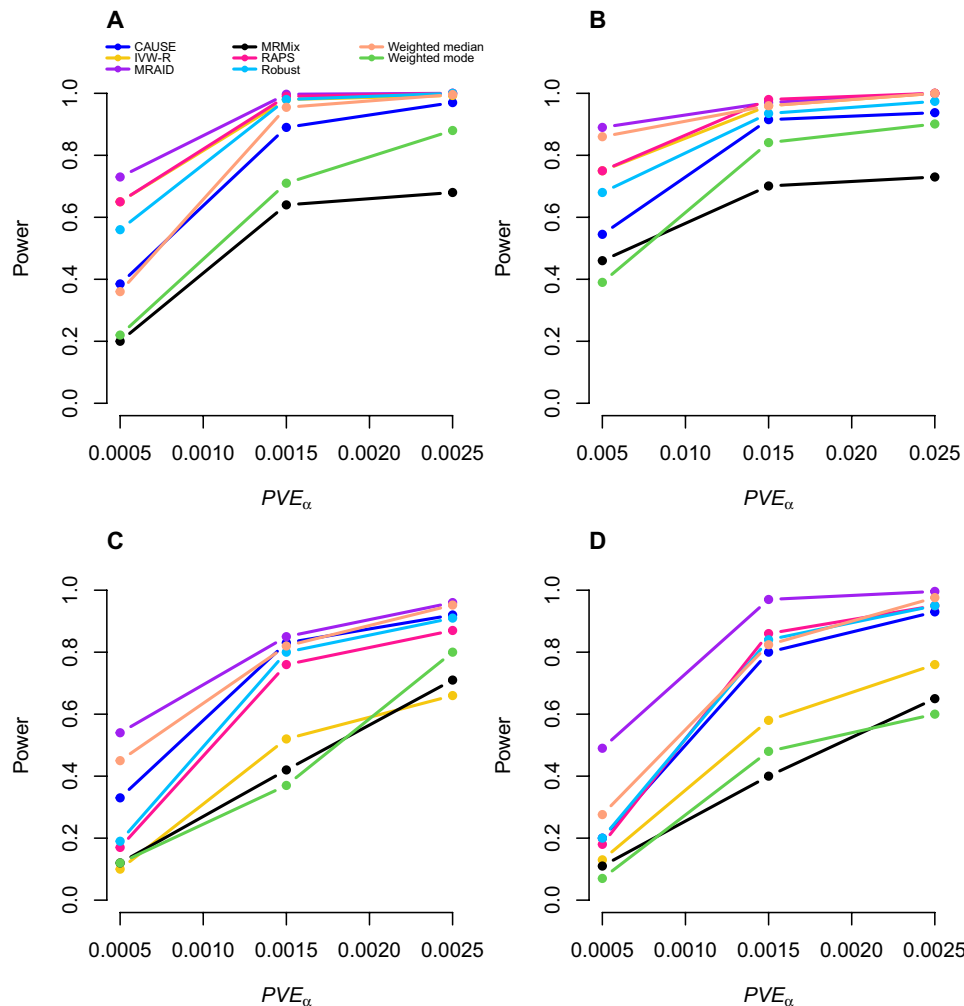 A
B
CAUSE
MRMix
Weighted median
IVW-R
RAPS
Weighted mode
MRAID
Robust
Power
0.0 0.2 0.4 0.6 0.8 1.0
0.0005 0.0010 0.0015 0.0020 0.0025
PVEα
Power
0.0 0.2 0.4 0.6 0.8 1.0
0.005 0.010 0.015 0.020 0.025
PVEα
C
D
Power
0.0 0.2 0.4 0.6 0.8 1.0
0.0005 0.0010 0.0015 0.0020 0.0025
PVEα
Power
0.0 0.2 0.4 0.6 0.8 1.0
0.0005 0.0010 0.0015 0.0020 0.0025
PVEα